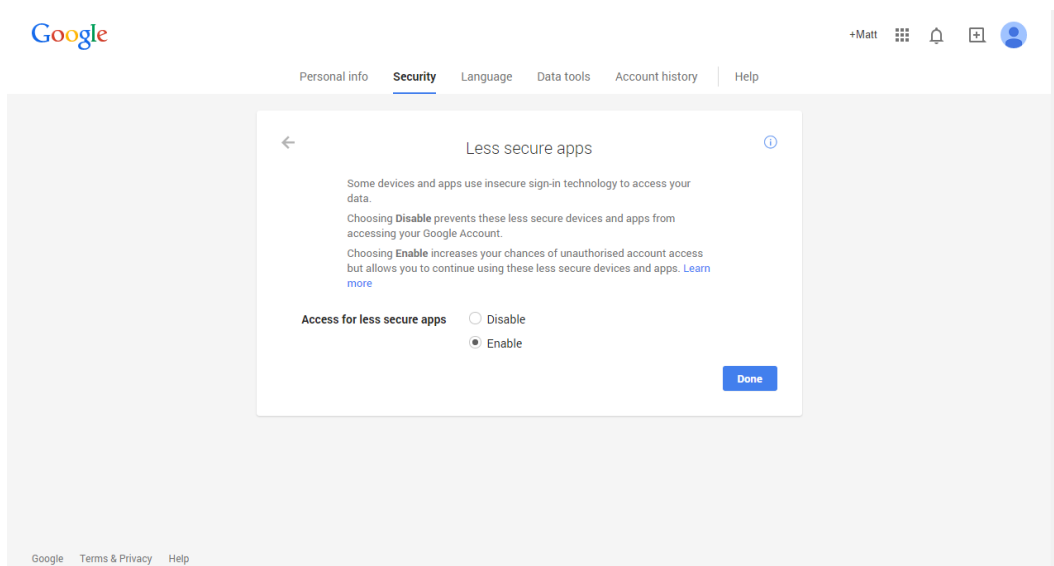 Google
+Matt
Personal info Security Language Data tools Account history Help
Less secure apps
Some devices and apps use insecure sign-in technology to access your
data.
Choosing Disable prevents these less secure devices and apps from
accessing your Google Account.
Choosing Enable increases your chances of unauthorised account access
but allows you to continue using these less secure devices and apps. Learn
more
Access for less secure apps Disable
Enable
Done
Google Terms & Privacy Help